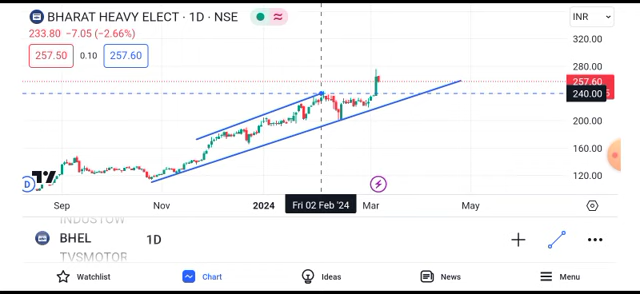 BHARAT HEAVY ELECT · 1D · NSE
INR
233.80 −7.05 (−2.66%)
257.50 0.10 257.60
320.00
280.00
257.60
240.00
200.00
160.00
120.00
D
Sep Nov 2024 Fri 02 Feb '24 Mar May
INDUSTOW
BHEL 1D
TVSMOTOR
Watchlist Chart Ideas News Menu